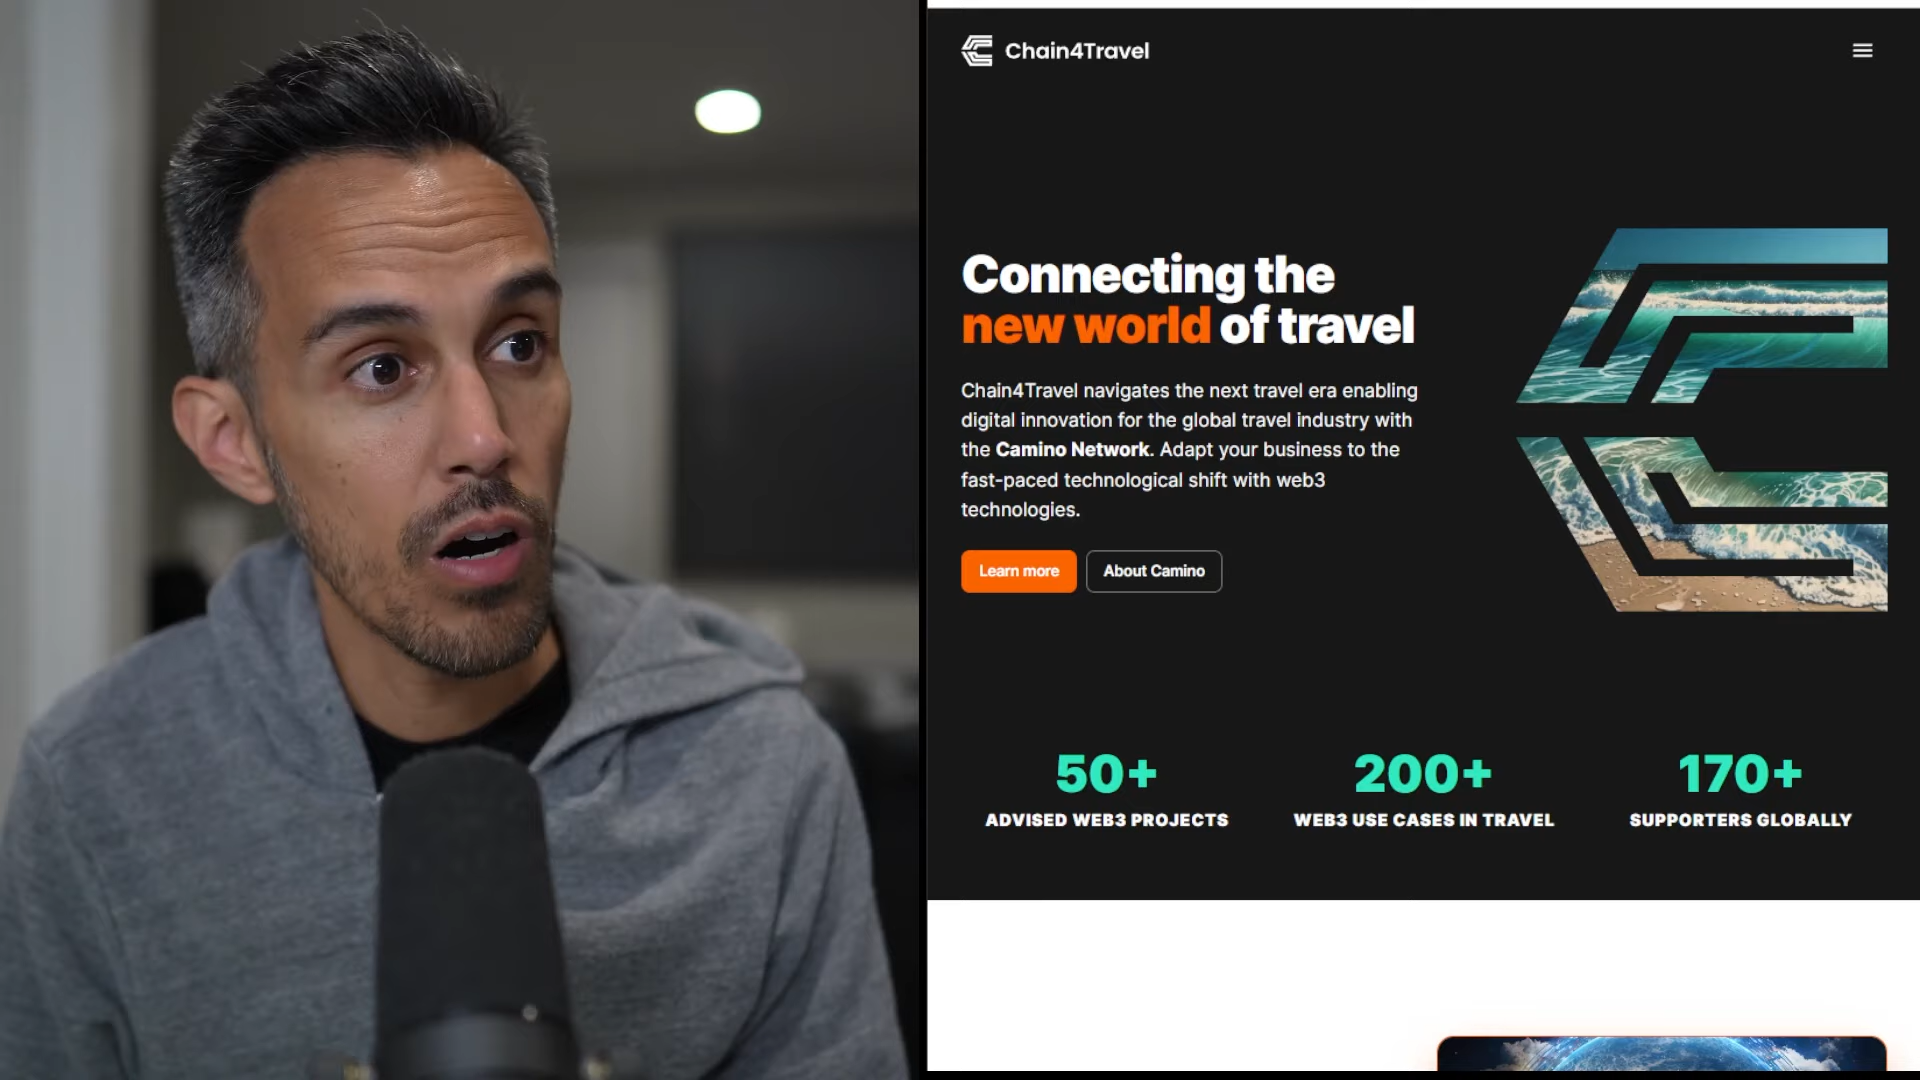 Chain4Travel
Connecting the
new world of travel
Chain4Travel navigates the next travel era enabling
digital innovation for the global travel industry with
the Camino Network. Adapt your business to the
fast-paced technological shift with web3
technologies.
Learn more
About Camino
50+
ADVISED WEB3 PROJECTS
200+
WEB3 USE CASES IN TRAVEL
170+
SUPPORTERS GLOBALLY